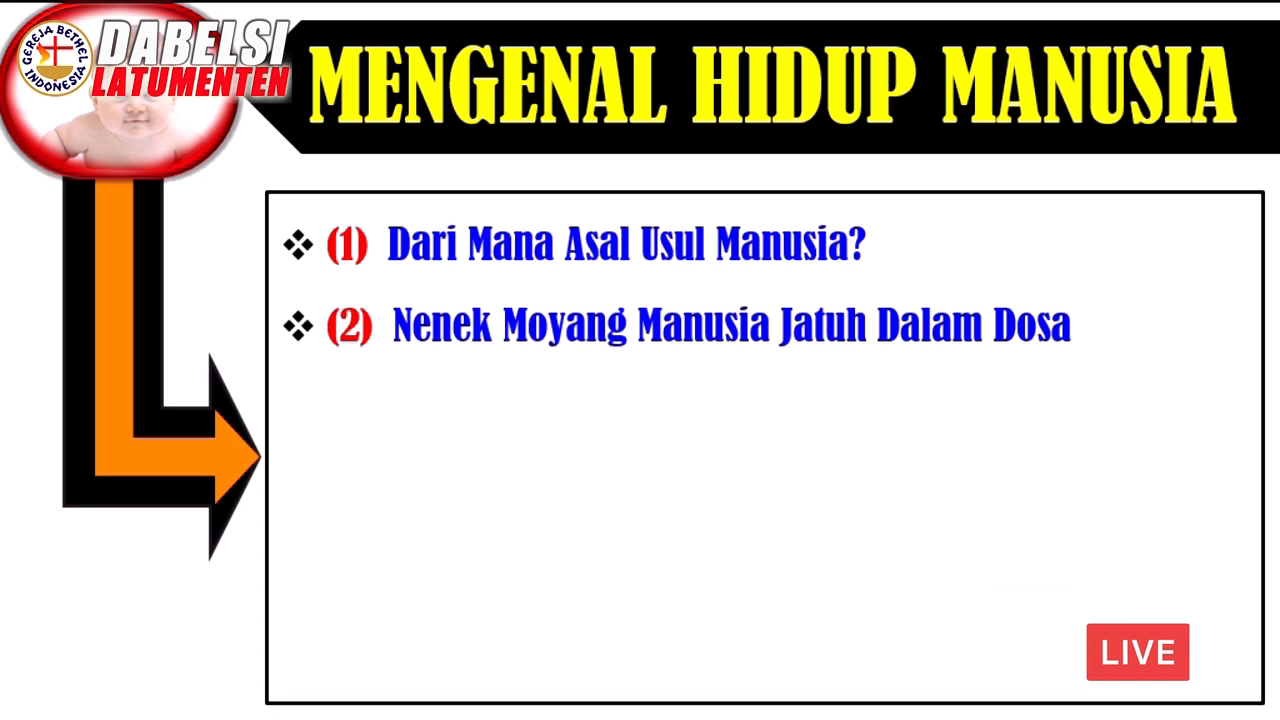 GEREJA BETHEL INDONESIA
DABELSI
LATUMENTEN
MENGENAL HIDUP MANUSIA
(1) Dari Mana Asal Usul Manusia?
(2) Nenek Moyang Manusia Jatuh Dalam Dosa
LIVE